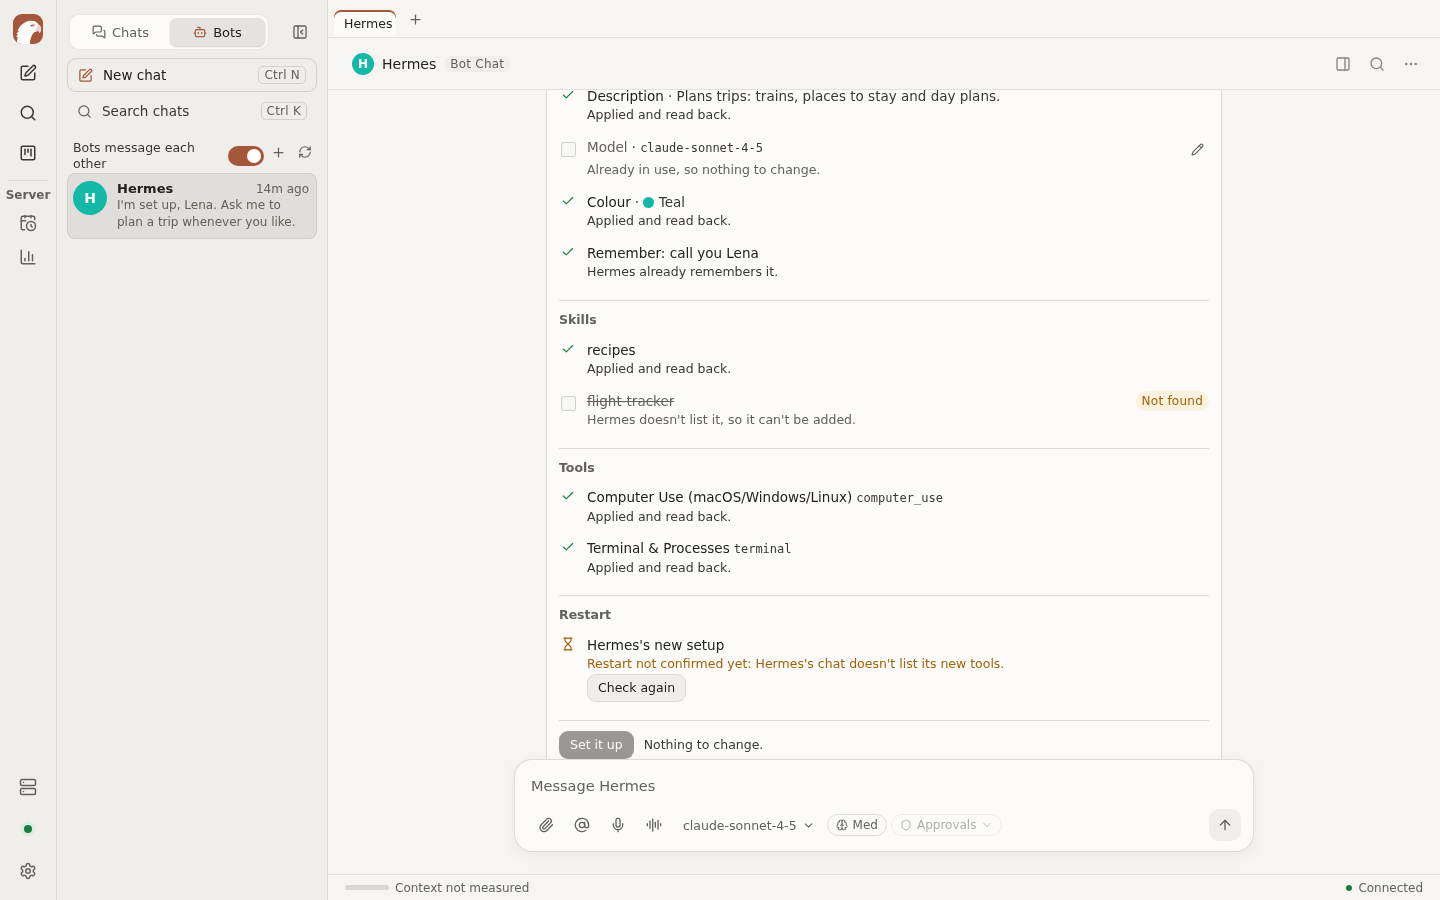 Chats
Bots
New chat
Ctrl N
Search chats
Ctrl K
Bots message each
other
Server
H
Hermes
14m ago
I'm set up, Lena. Ask me to
plan a trip whenever you like.
Hermes
H
Hermes
Bot Chat
Description · Plans trips: trains, places to stay and day plans.
Applied and read back.
Model · claude-sonnet-4-5
Already in use, so nothing to change.
Colour · Teal
Applied and read back.
Remember: call you Lena
Hermes already remembers it.
Skills
recipes
Applied and read back.
flight-tracker
Not found
Hermes doesn't list it, so it can't be added.
Tools
Computer Use (macOS/Windows/Linux) computer_use
Applied and read back.
Terminal & Processes terminal
Applied and read back.
Restart
Hermes's new setup
Restart not confirmed yet: Hermes's chat doesn't list its new tools.
Check again
Set it up
Nothing to change.
Message Hermes
claude-sonnet-4-5
Med
Approvals
Context not measured
Connected